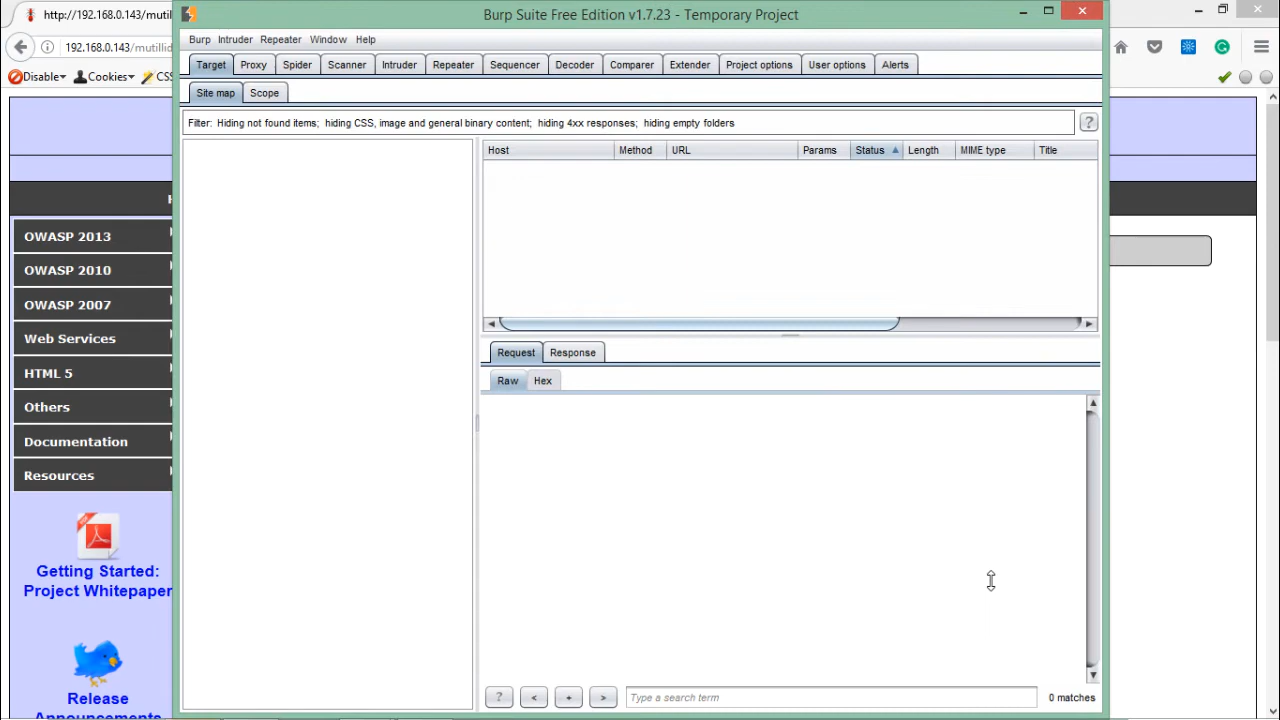 http://192.168.0.143/mutil
Burp Suite Free Edition v1.7.23 - Temporary Project
192.168.0.143/mutillid
Burp Intruder Repeater Window Help
Disable Cookies CSS
Target Proxy Spider Scanner Intruder Repeater Sequencer Decoder Comparer Extender Project options User options Alerts
Site map Scope
Filter: Hiding not found items; hiding CSS, image and general binary content; hiding 4xx responses; hiding empty folders ?
Host Method URL Params Status Length MIME type Title
OWASP 2013
OWASP 2010
OWASP 2007
Web Services
HTML 5
Others
Documentation
Resources
Getting Started:
Project Whitepaper
Release
Announcements
Request Response
Raw Hex
? < + > Type a search term 0 matches